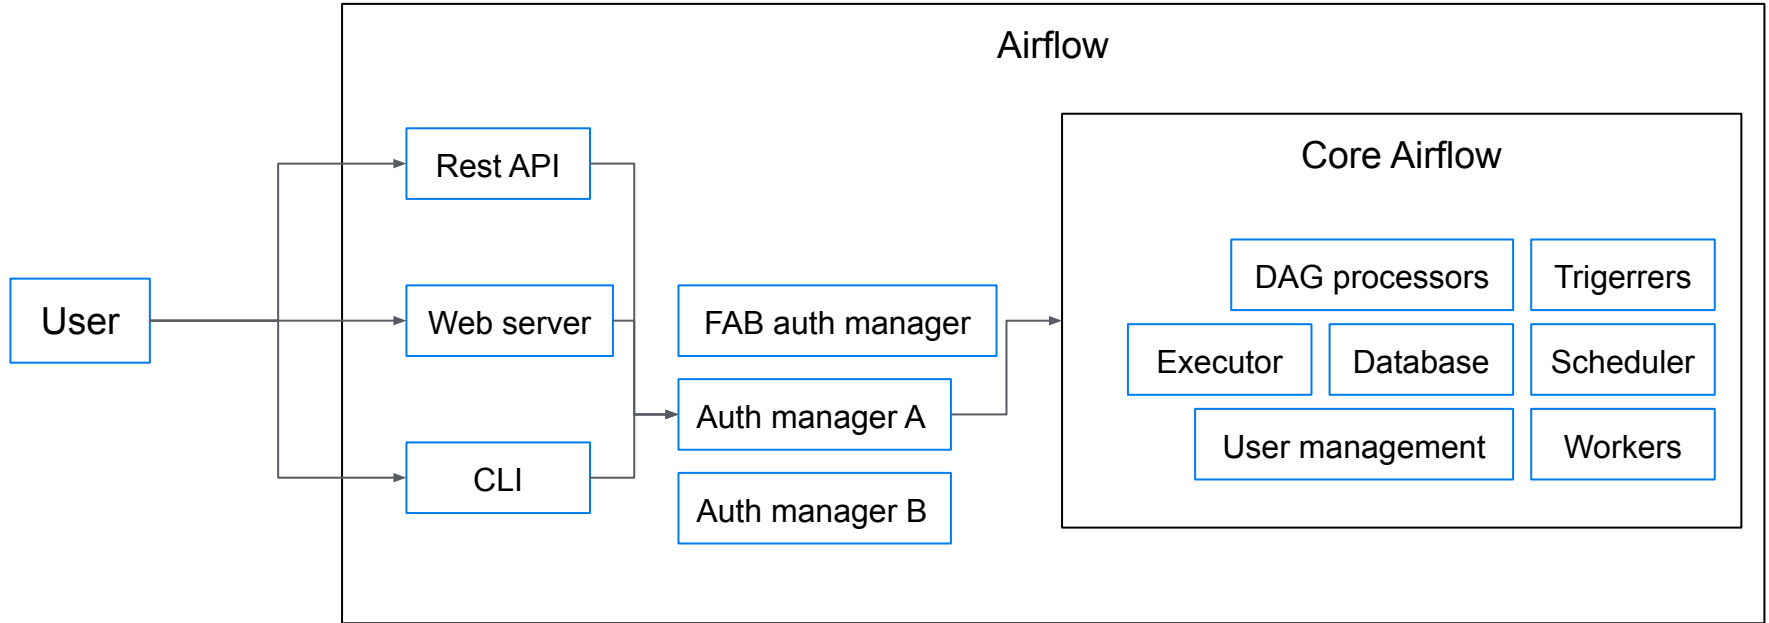 Airflow
Core Airflow
Rest API
DAG processors
Trigerrers
User
Web server
FAB auth manager
Executor
Database
Scheduler
Auth manager A
User management
Workers
CLI
Auth manager B